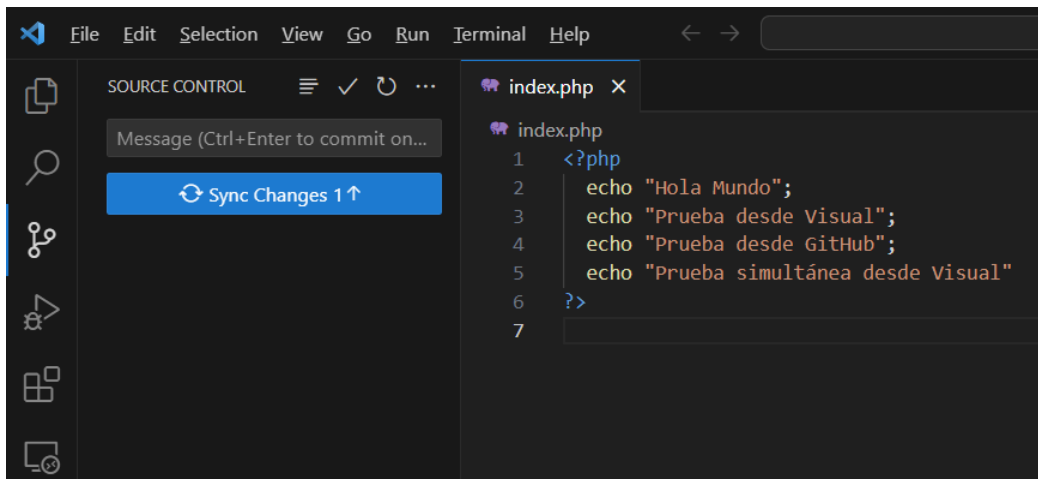 File Edit Selection View Go Run Terminal Help
SOURCE CONTROL
Message (Ctrl+Enter to commit on...
Sync Changes 1↑
index.php
index.php
1 <?php
2 echo "Hola Mundo";
3 echo "Prueba desde Visual";
4 echo "Prueba desde GitHub";
5 echo "Prueba simultánea desde Visual"
6 ?>
7